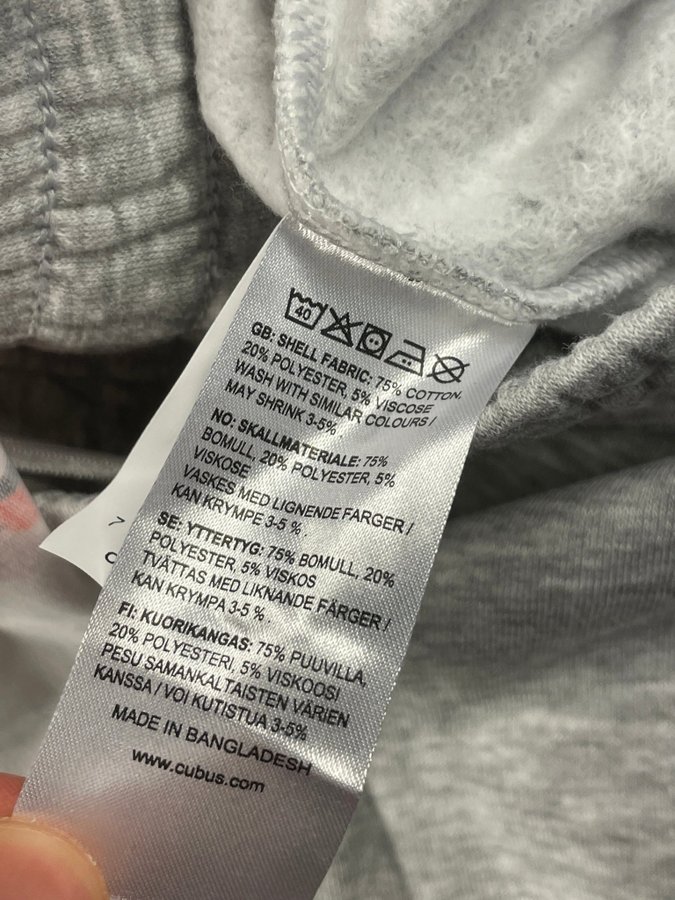 40
GB: SHELL FABRIC: 75% COTTON,
20% POLYESTER, 5% VISCOSE
WASH WITH SIMILAR COLOURS /
MAY SHRINK 3-5%
NO: SKALLMATERIALE: 75%
BOMULL, 20% POLYESTER, 5%
VISKOSE
VASKES MED LIGNENDE FARGER /
KAN KRYMPE 3-5 % .
SE: YTTERTYG: 75% BOMULL, 20%
POLYESTER, 5% VISKOS
TVÄTTAS MED LIKNANDE FÄRGER /
KAN KRYMPA 3-5 % .
FI: KUORIKANGAS: 75% PUUVILLA,
20% POLYESTERI, 5% VISKOOSI
PESU SAMANKALTAISTEN VÄRIEN
KANSSA / VOI KUTISTUA 3-5%
MADE IN BANGLADESH
www.cubus.com